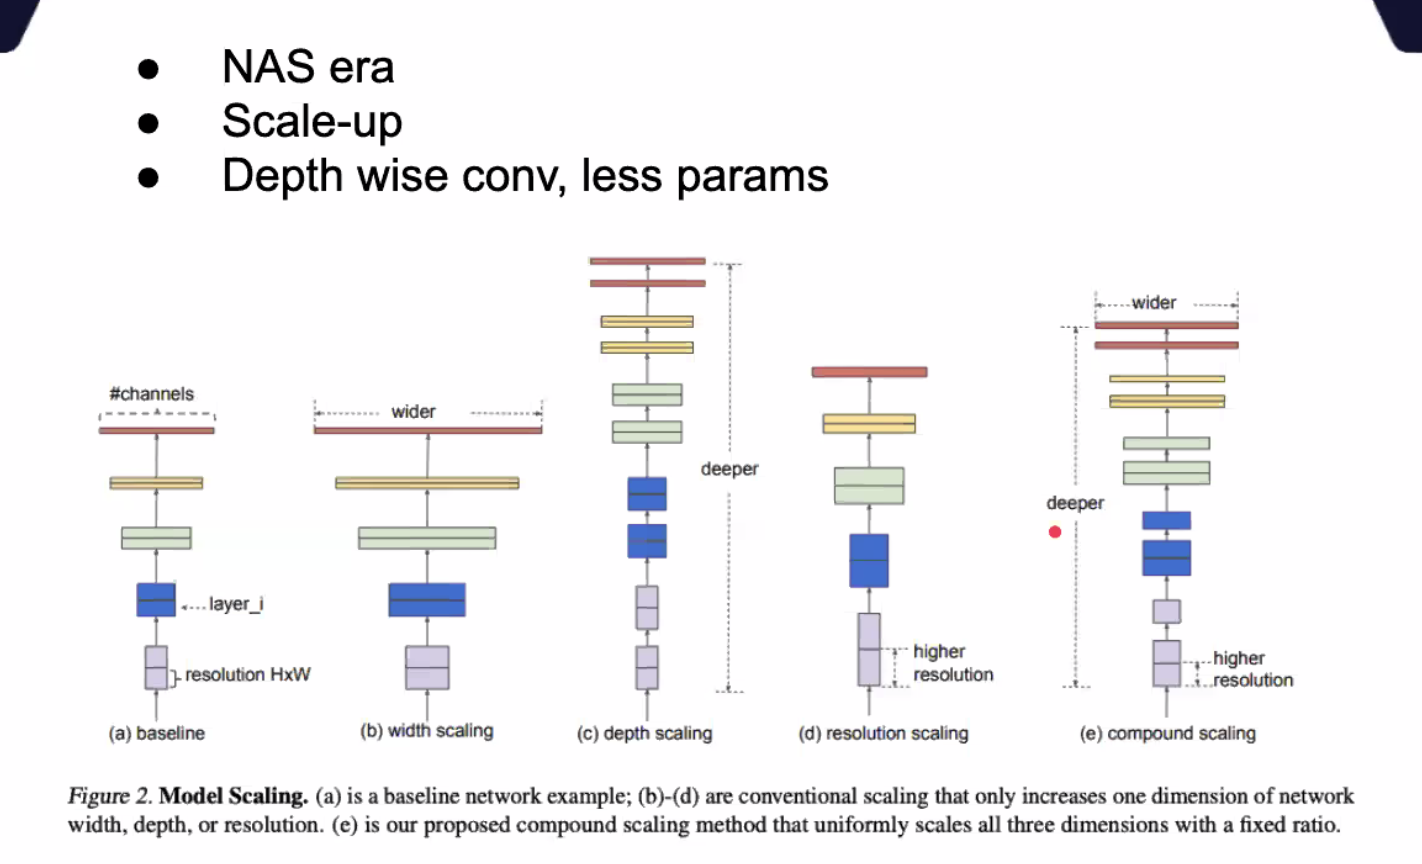 ● NAS era
● Scale-up
● Depth wise conv, less params
#channels
layer_i
resolution HxW
(a) baseline
wider
(b) width scaling
deeper
(c) depth scaling
higher
resolution
(d) resolution scaling
wider
deeper
higher
resolution
(e) compound scaling
Figure 2. Model Scaling. (a) is a baseline network example; (b)-(d) are conventional scaling that only increases one dimension of network
width, depth, or resolution. (e) is our proposed compound scaling method that uniformly scales all three dimensions with a fixed ratio.